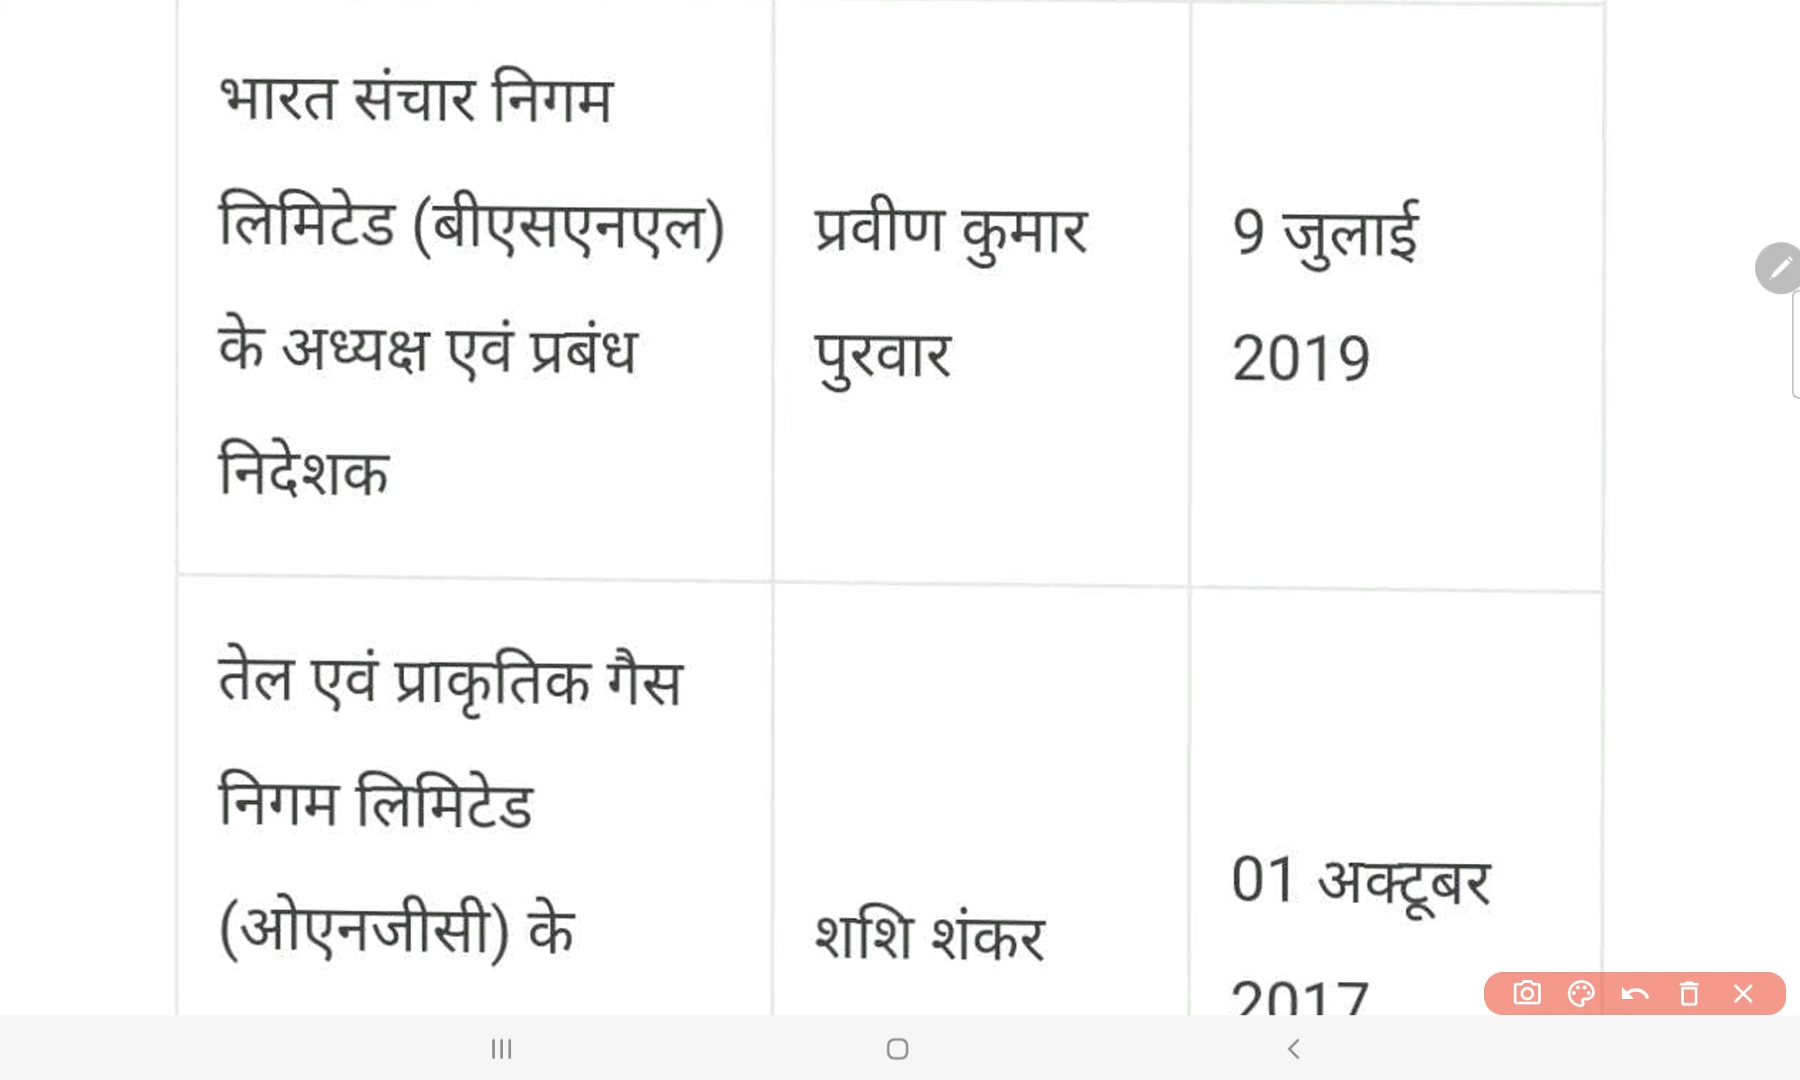 भारत संचार निगम
लिमिटेड (बीएसएनएल)
के अध्यक्ष एवं प्रबंध
निदेशक
प्रवीण कुमार
पुरवार
9 जुलाई
2019
तेल एवं प्राकृतिक गैस
निगम लिमिटेड
(ओएनजीसी) के
शशि शंकर
01 अक्टूबर
2017